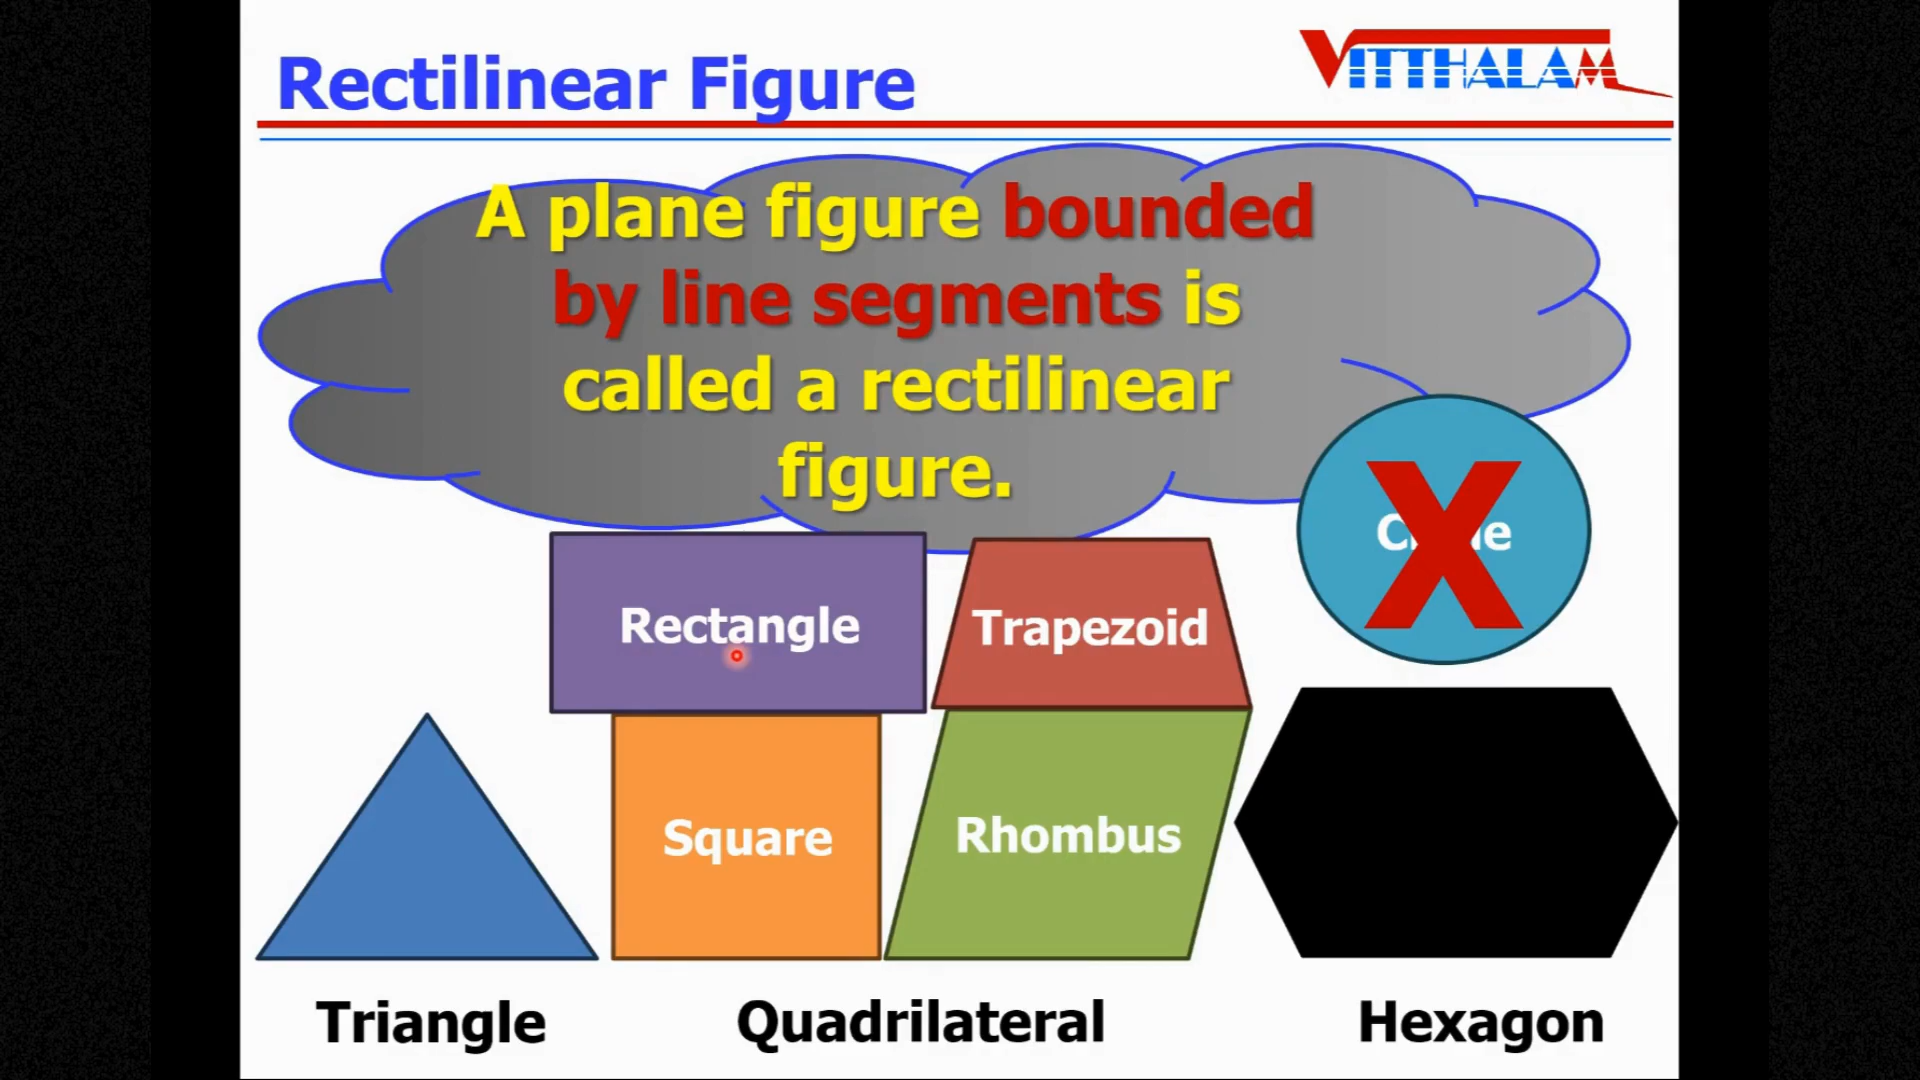 Rectilinear Figure
VITTHALAM
A plane figure bounded
by line segments is
called a rectilinear
figure.
Rectangle
Trapezoid
Square
Rhombus
Triangle
Quadrilateral
Hexagon